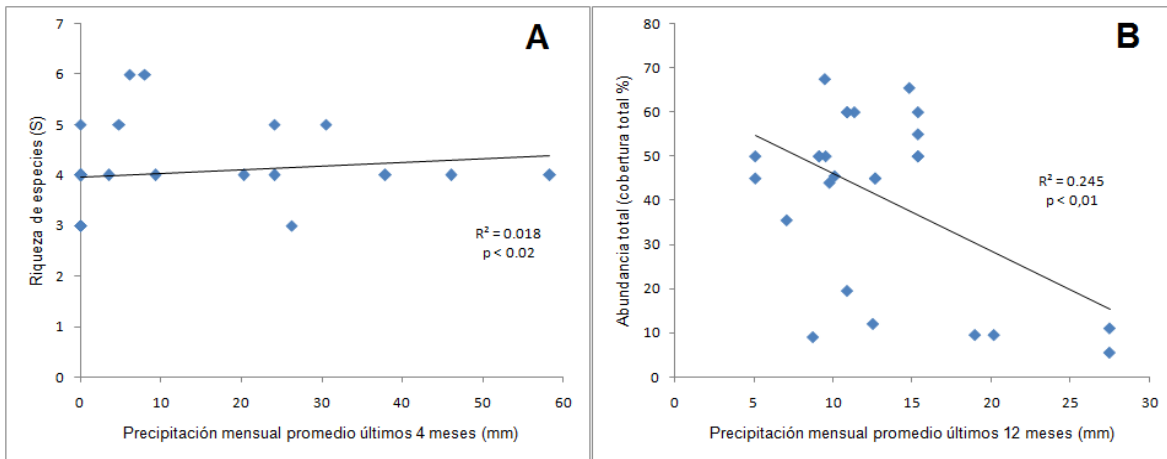 A
7
6
5
4
3
2
1
0
Riqueza de especies (S)
R² = 0.018
p < 0.02
0 10 20 30 40 50 60
Precipitación mensual promedio últimos 4 meses (mm)
B
80
70
60
50
40
30
20
10
0
Abundancia total (cobertura total %)
R² = 0.245
p < 0,01
0 5 10 15 20 25 30
Precipitación mensual promedio últimos 12 meses (mm)